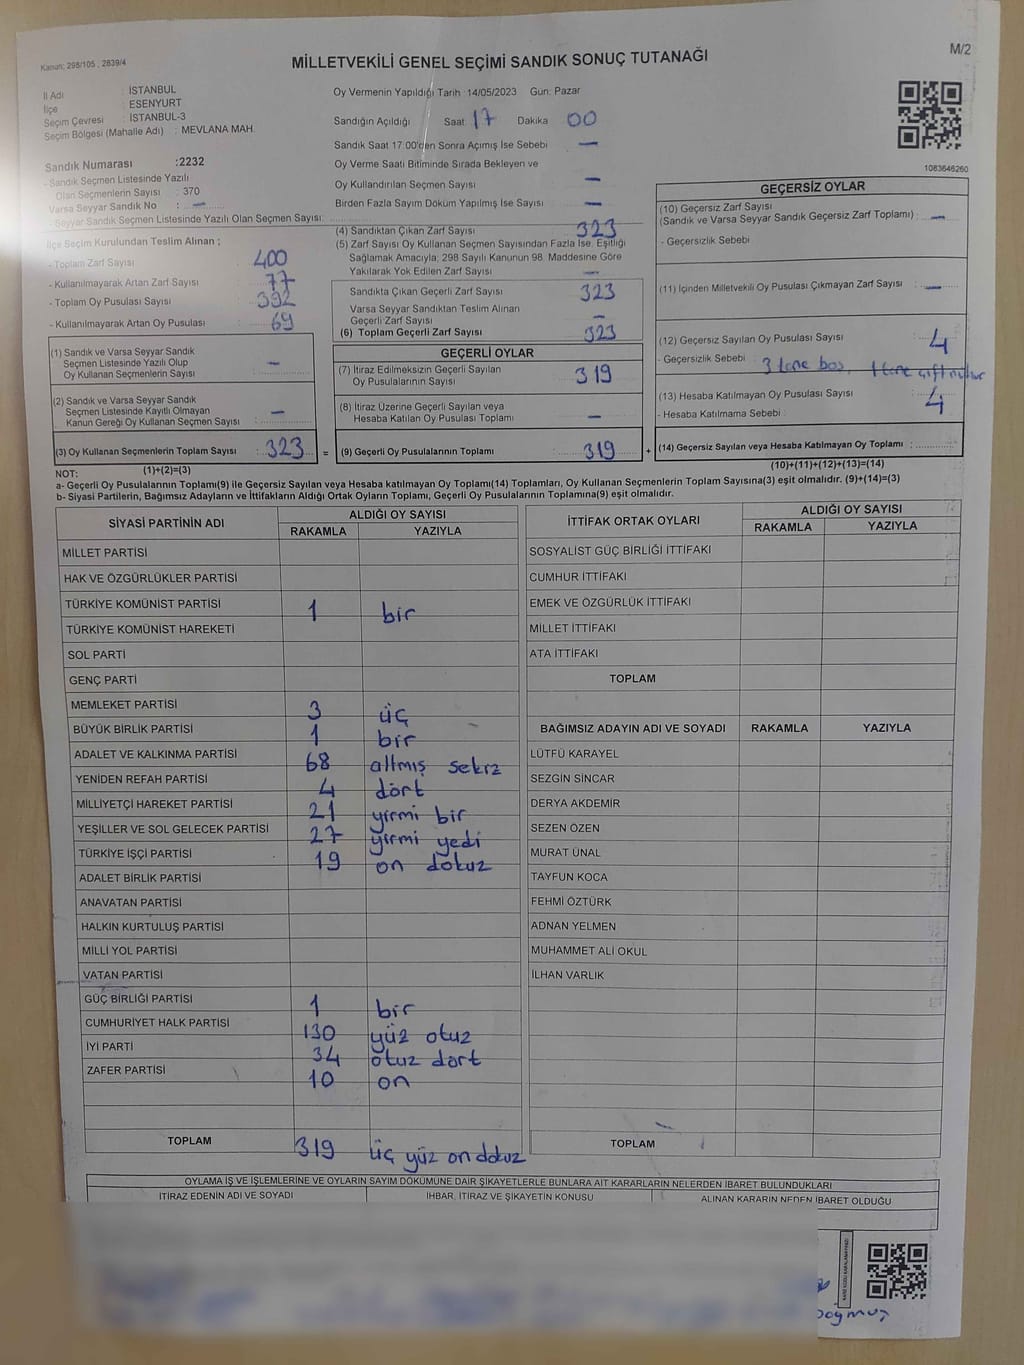 Kanun; 298/105 , 2839/4
MİLLETVEKİLİ GENEL SEÇİMİ SANDIK SONUÇ TUTANAĞI
M/2
İl Adı : İSTANBUL
İlçe : ESENYURT
Seçim Çevresi : İSTANBUL-3
Seçim Bölgesi (Mahalle Adı) : MEVLANA MAH.
Sandık Numarası :2232
- Sandık Seçmen Listesinde Yazılı
Olan Seçmenlerin Sayısı : 370
Varsa Seyyar Sandık No : —
- Seyyar Sandık Seçmen Listesinde Yazılı Olan Seçmen Sayısı:
Oy Vermenin Yapıldığı Tarih :14/05/2023 Gün: Pazar
Sandığın Açıldığı Saat: 17 Dakika 00
Sandık Saat 17:00'den Sonra Açımış İse Sebebi —
Oy Verme Saati Bitiminde Sırada Bekleyen ve
Oy Kullandırılan Seçmen Sayısı —
Birden Fazla Sayım Döküm Yapılmış İse Sayısı —
1083646260
İlçe Seçim Kurulundan Teslim Alınan ;
- Toplam Zarf Sayısı 400
- Kullanılmayarak Artan Zarf Sayısı : 77
- Toplam Oy Pusulası Sayısı : 392
- Kullanılmayarak Artan Oy Pusulası : 69
(1) Sandık ve Varsa Seyyar Sandık
Seçmen Listesinde Yazılı Olup
Oy Kullanan Seçmenlerin Sayısı : —
(2) Sandık ve Varsa Seyyar Sandık
Seçmen Listesinde Kayıtlı Olmayan
Kanun Gereği Oy Kullanan Seçmen Sayısı : —
(3) Oy Kullanan Seçmenlerin Toplam Sayısı : 323
(4) Sandıktan Çıkan Zarf Sayısı : 323
(5) Zarf Sayısı Oy Kullanan Seçmen Sayısından Fazla İse, Eşitliği
Sağlamak Amacıyla; 298 Sayılı Kanunun 98. Maddesine Göre
Yakılarak Yok Edilen Zarf Sayısı : —
Sandıkta Çıkan Geçerli Zarf Sayısı : 323
Varsa Seyyar Sandıktan Teslim Alınan
Geçerli Zarf Sayısı : —
(6) Toplam Geçerli Zarf Sayısı : 323
GEÇERLİ OYLAR
(7) İtiraz Edilmeksizin Geçerli Sayılan
Oy Pusulalarının Sayısı : 319
(8) İtiraz Üzerine Geçerli Sayılan veya
Hesaba Katılan Oy Pusulası Toplamı : —
= (9) Geçerli Oy Pusulalarının Toplamı : 319 +
GEÇERSİZ OYLAR
(10) Geçersiz Zarf Sayısı
(Sandık ve Varsa Seyyar Sandık Geçersiz Zarf Toplamı) : —
- Geçersizlik Sebebi :
(11) İçinden Milletvekili Oy Pusulası Çıkmayan Zarf Sayısı : —
(12) Geçersiz Sayılan Oy Pusulası Sayısı : 4
- Geçersizlik Sebebi : 3 tane boş, 1 tane çift mühür
(13) Hesaba Katılmayan Oy Pusulası Sayısı : 4
- Hesaba Katılmama Sebebi :
(14) Geçersiz Sayılan veya Hesaba Katılmayan Oy Toplamı :
NOT: (1)+(2)=(3) (10)+(11)+(12)+(13)=(14)
a- Geçerli Oy Pusulalarının Toplamı(9) ile Geçersiz Sayılan veya Hesaba katılmayan Oy Toplamı(14) Toplamları, Oy Kullanan Seçmenlerin Toplam Sayısına(3) eşit olmalıdır. (9)+(14)=(3)
b- Siyasi Partilerin, Bağımsız Adayların ve İttifakların Aldığı Ortak Oyların Toplamı, Geçerli Oy Pusulalarının Toplamına(9) eşit olmalıdır.
SİYASİ PARTİNİN ADI ALDIĞI OY SAYISI
RAKAMLA YAZIYLA
MİLLET PARTİSİ
HAK VE ÖZGÜRLÜKLER PARTİSİ
TÜRKİYE KOMÜNİST PARTİSİ 1 bir
TÜRKİYE KOMÜNİST HAREKETİ
SOL PARTİ
GENÇ PARTİ
MEMLEKET PARTİSİ 3 üç
BÜYÜK BİRLİK PARTİSİ 1 bir
ADALET VE KALKINMA PARTİSİ 68 altmış sekiz
YENİDEN REFAH PARTİSİ 4 dört
MİLLİYETÇİ HAREKET PARTİSİ 21 yirmi bir
YEŞİLLER VE SOL GELECEK PARTİSİ 27 yirmi yedi
TÜRKİYE İŞÇİ PARTİSİ 19 on dokuz
ADALET BİRLİK PARTİSİ
ANAVATAN PARTİSİ
HALKIN KURTULUŞ PARTİSİ
MİLLİ YOL PARTİSİ
VATAN PARTİSİ
GÜÇ BİRLİĞİ PARTİSİ 1 bir
CUMHURİYET HALK PARTİSİ 130 yüz otuz
İYİ PARTİ 34 otuz dört
ZAFER PARTİSİ 10 on
TOPLAM 319 üç yüz on dokuz
İTTİFAK ORTAK OYLARI ALDIĞI OY SAYISI
RAKAMLA YAZIYLA
SOSYALİST GÜÇ BİRLİĞİ İTTİFAKI
CUMHUR İTTİFAKI
EMEK VE ÖZGÜRLÜK İTTİFAKI
MİLLET İTTİFAKI
ATA İTTİFAKI
TOPLAM
BAĞIMSIZ ADAYIN ADI VE SOYADI RAKAMLA YAZIYLA
LÜTFÜ KARAYEL
SEZGİN SİNCAR
DERYA AKDEMİR
SEZEN ÖZEN
MURAT ÜNAL
TAYFUN KOCA
FEHMİ ÖZTÜRK
ADNAN YELMEN
MUHAMMET ALİ OKUL
İLHAN VARLIK
TOPLAM
OYLAMA İŞ VE İŞLEMLERİNE VE OYLARIN SAYIM DÖKÜMÜNE DAİR ŞİKAYETLERLE BUNLARA AİT KARARLARIN NELERDEN İBARET BULUNDUKLARI
İTİRAZ EDENİN ADI VE SOYADI İHBAR, İTİRAZ VE ŞİKAYETİN KONUSU ALINAN KARARIN NEDEN İBARET OLDUĞU